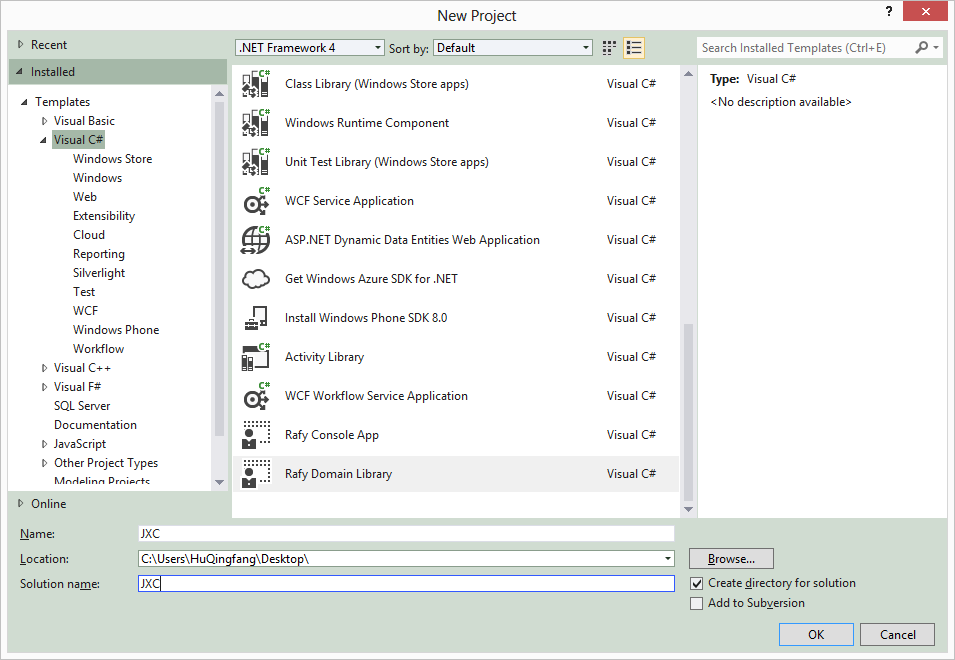 New Project
?
Recent
.NET Framework 4 Sort by: Default
Search Installed Templates (Ctrl+E)
Installed
Templates
Visual Basic
Visual C#
Windows Store
Windows
Web
Extensibility
Cloud
Reporting
Silverlight
Test
WCF
Windows Phone
Workflow
Visual C++
Visual F#
SQL Server
Documentation
JavaScript
Other Project Types
Modeling Projects
Online
C# Class Library (Windows Store apps) Visual C#
C# Windows Runtime Component Visual C#
C# Unit Test Library (Windows Store apps) Visual C#
C# WCF Service Application Visual C#
C# ASP.NET Dynamic Data Entities Web Application Visual C#
Get Windows Azure SDK for .NET Visual C#
Install Windows Phone SDK 8.0 Visual C#
C# Activity Library Visual C#
C# WCF Workflow Service Application Visual C#
Rafy Console App Visual C#
Rafy Domain Library Visual C#
Type: Visual C#
<No description available>
Name: JXC
Location: C:\Users\HuQingfang\Desktop\ Browse...
Solution name: JXC
Create directory for solution
Add to Subversion
OK Cancel